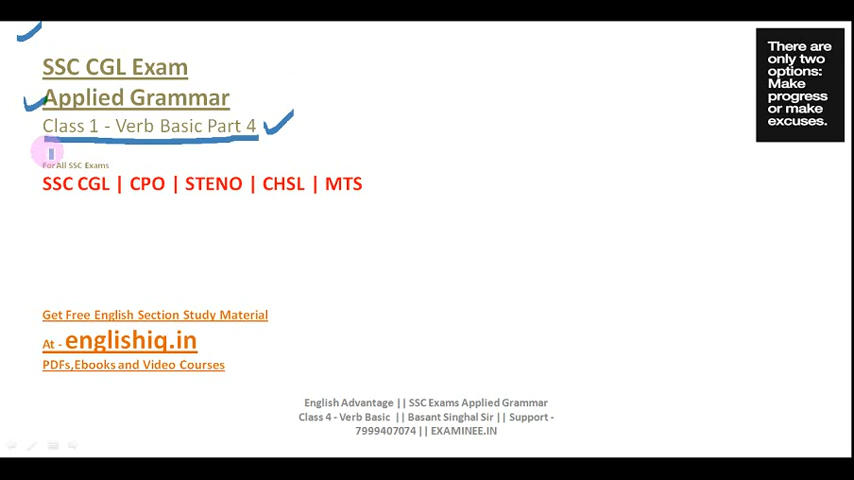 SSC CGL Exam
Applied Grammar
Class 1 - Verb Basic Part 4
For All SSC Exams
SSC CGL | CPO | STENO | CHSL | MTS
There are
only two
options:
Make
progress
or make
excuses.
Get Free English Section Study Material
At - englishiq.in
PDFs,Ebooks and Video Courses
English Advantage || SSC Exams Applied Grammar
Class 4 - Verb Basic || Basant Singhal Sir || Support -
7999407074 || EXAMINEE.IN